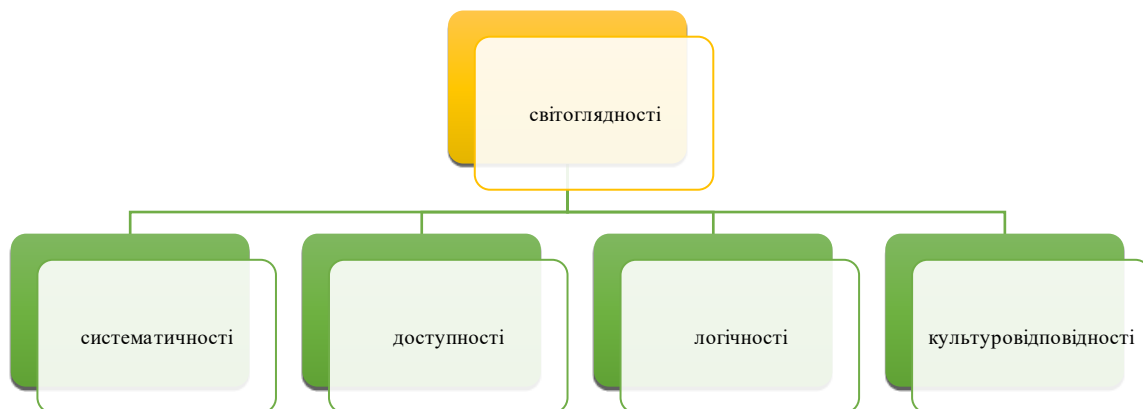 світоглядності
систематичності
доступності
логічності
культуровідповідності